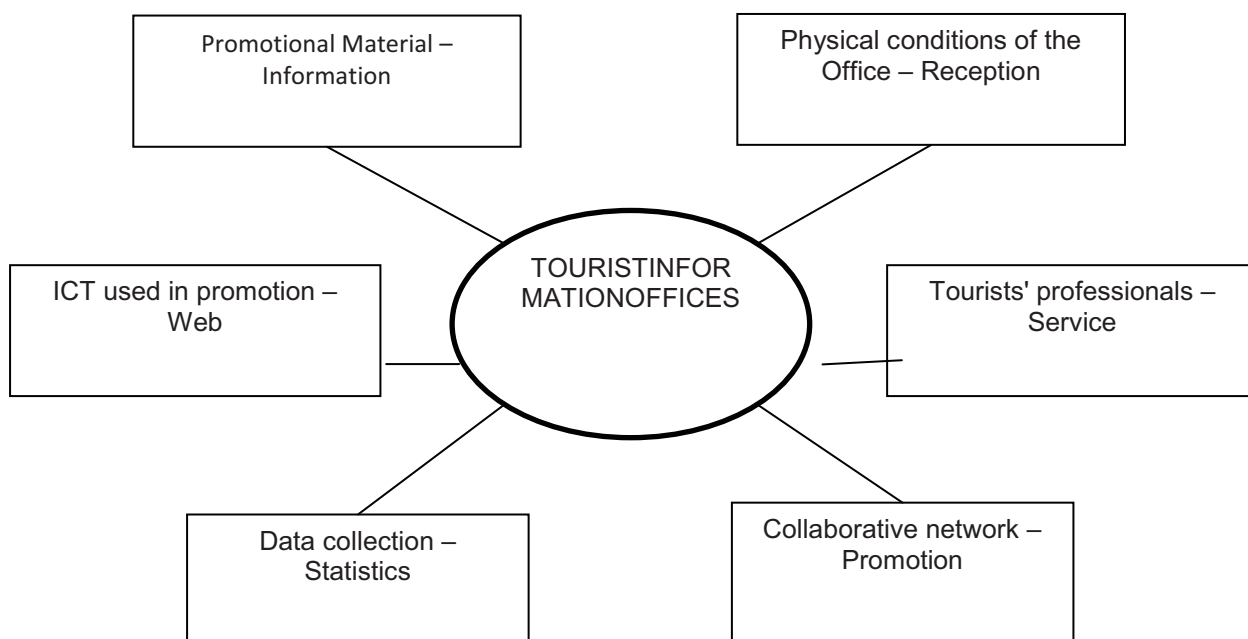 Promotional Material –
Information
Physical conditions of the
Office – Reception
TOURISTINFOR
MATIONOFFICES
ICT used in promotion –
Web
Tourists' professionals –
Service
Data collection –
Statistics
Collaborative network –
Promotion